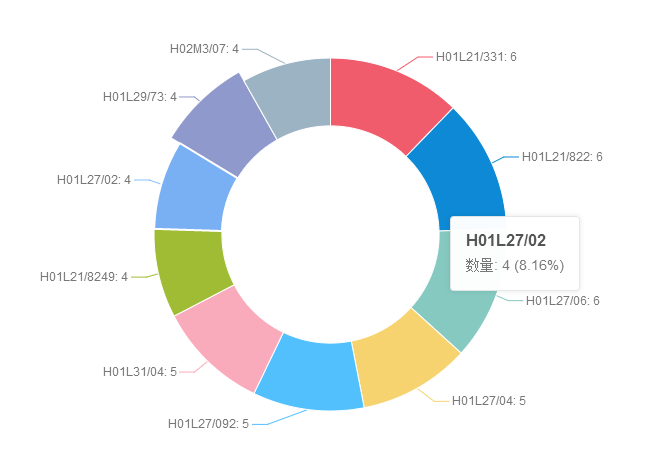 H02M3/07: 4
H01L21/331: 6
H01L29/73: 4
H01L21/822: 6
H01L27/02: 4
H01L27/02
数量: 4 (8.16%)
H01L21/8249: 4
H01L27/06: 6
H01L31/04: 5
H01L27/04: 5
H01L27/092: 5